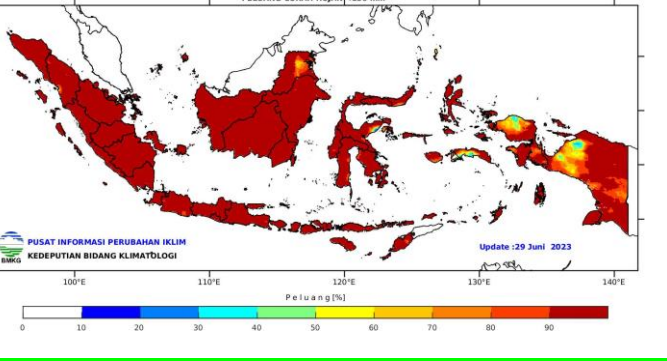 PUSAT INFORMASI PERUBAHAN IKLIM
Update :29 Juni 2023
KEDEPUTIAN BIDANG KLIMATOLOGI
BMKG
100°E 110°E 120°E 130°E 140°E
Peluang[%]
0 10 20 30 40 50 60 70 80 90